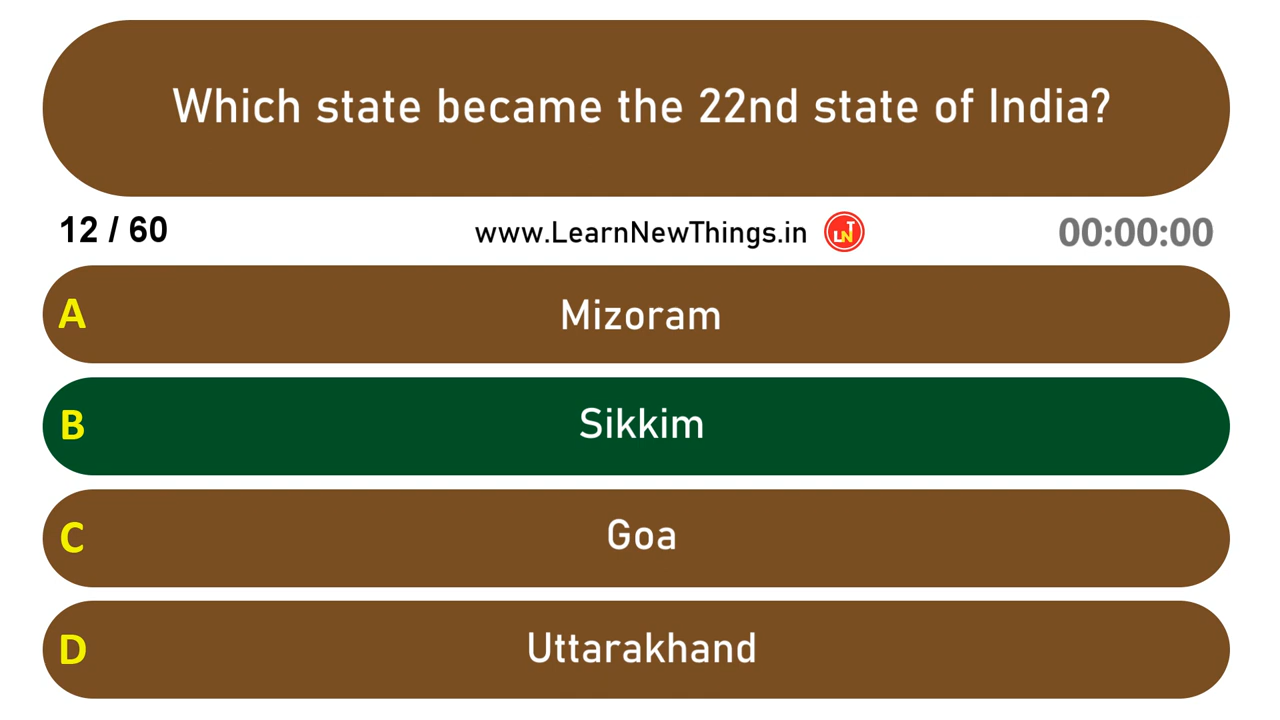 Which state became the 22nd state of India?
12 / 60
www.LearnNewThings.in
LNT
00:00:00
A
Mizoram
B
Sikkim
C
Goa
D
Uttarakhand